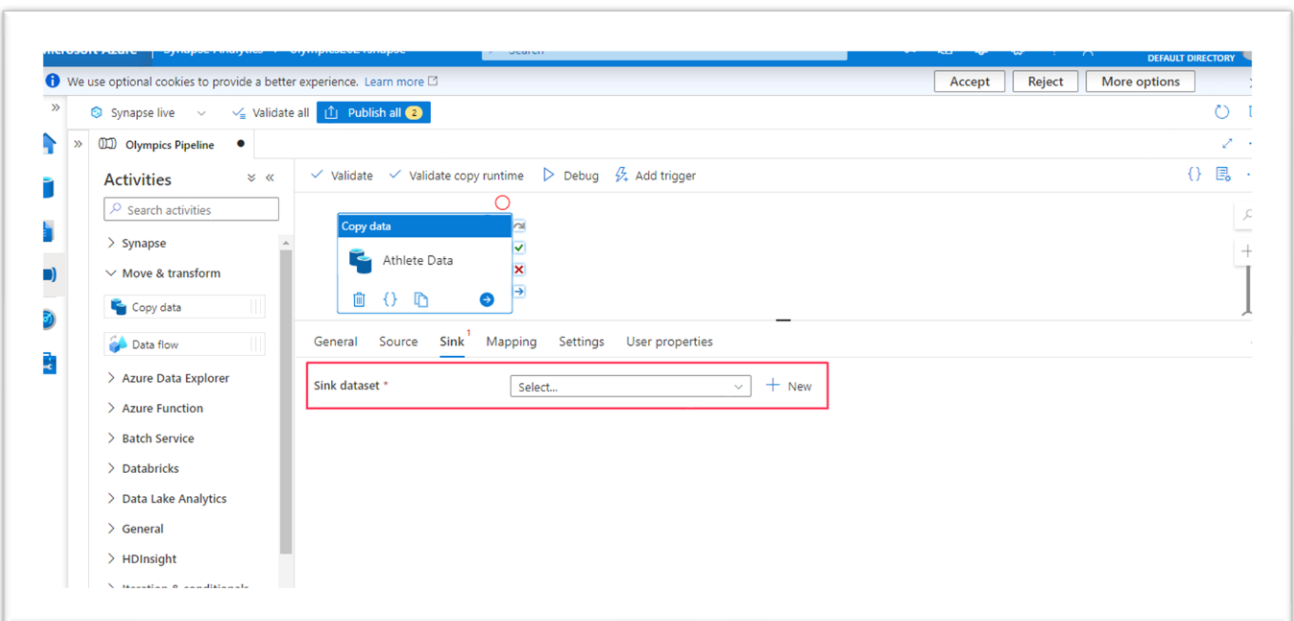 We use optional cookies to provide a better experience. Learn more
Accept Reject More options
DEFAULT DIRECTORY
Synapse live Validate all Publish all 2
Olympics Pipeline
Activities
Validate Validate copy runtime Debug Add trigger
Search activities
Synapse
Move & transform
Copy data
Data flow
Azure Data Explorer
Azure Function
Batch Service
Databricks
Data Lake Analytics
General
HDInsight
Copy data
Athlete Data
General Source Sink 1 Mapping Settings User properties
Sink dataset * Select... New